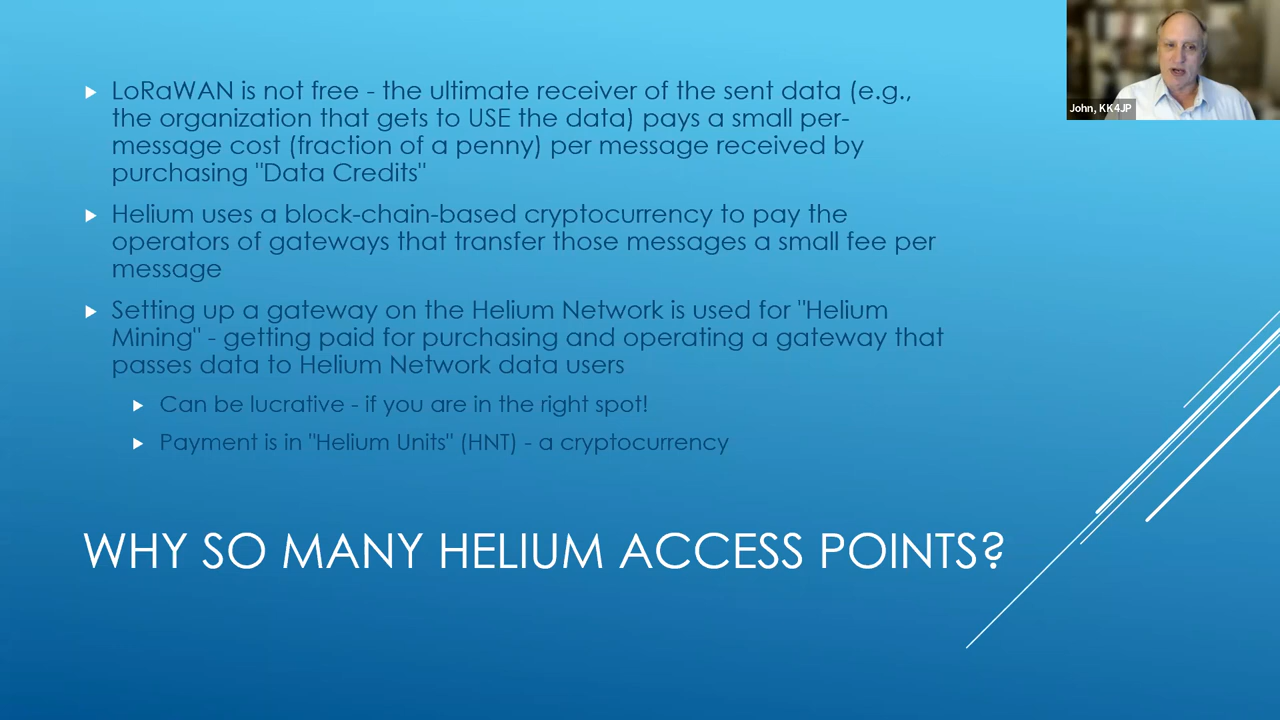 LoRaWAN is not free - the ultimate receiver of the sent data (e.g.,
the organization that gets to USE the data) pays a small per-
message cost (fraction of a penny) per message received by
purchasing "Data Credits"
Helium uses a block-chain-based cryptocurrency to pay the
operators of gateways that transfer those messages a small fee per
message
Setting up a gateway on the Helium Network is used for "Helium
Mining" - getting paid for purchasing and operating a gateway that
passes data to Helium Network data users
Can be lucrative - if you are in the right spot!
Payment is in "Helium Units" (HNT) - a cryptocurrency
WHY SO MANY HELIUM ACCESS POINTS?
John, KK4JP